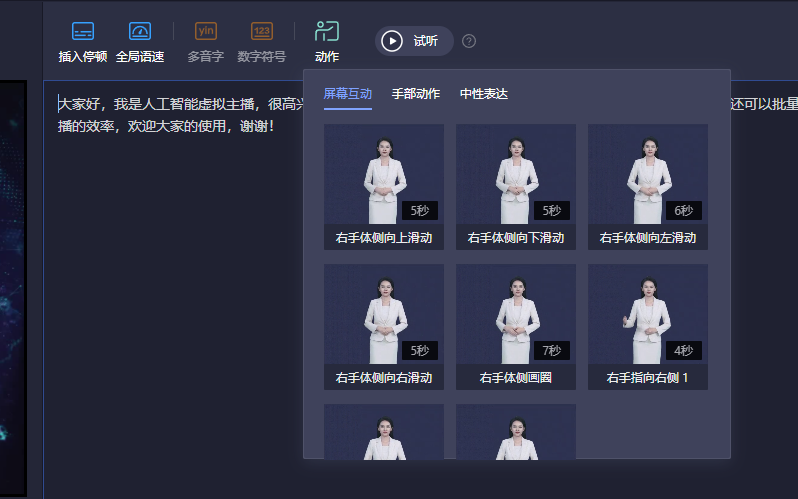 插入停顿 全局语速 多音字 数字符号 动作 试听
yin 123
大家好，我是人工智能虚拟主播，很高兴
还可以批量
播的效率，欢迎大家的使用，谢谢！
屏幕互动 手部动作 中性表达
5秒 5秒 6秒
右手体侧向上滑动 右手体侧向下滑动 右手体侧向左滑动
5秒 7秒 4秒
右手体侧向右滑动 右手体侧画圈 右手指向右侧 1